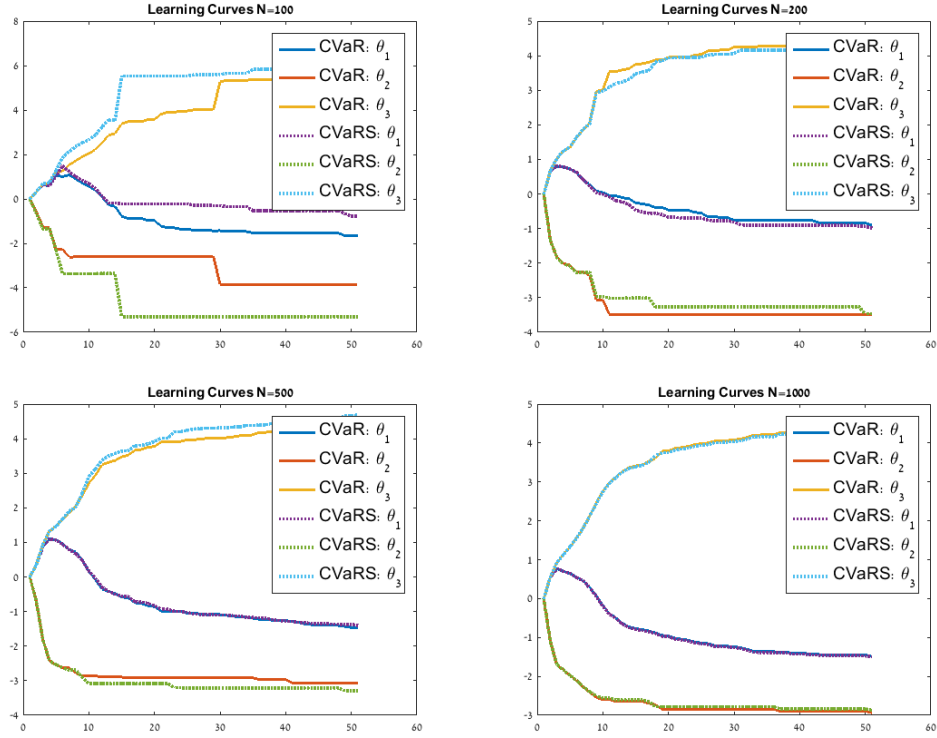 Learning Curves N=100
8
6
4
2
0
-2
-4
-6
0 10 20 30 40 50 60
CVaR: θ1
CVaR: θ2
CVaR: θ3
CVaRS: θ1
CVaRS: θ2
CVaRS: θ3
Learning Curves N=200
5
4
3
2
1
0
-1
-2
-3
-4
0 10 20 30 40 50 60
CVaR: θ1
CVaR: θ2
CVaR: θ3
CVaRS: θ1
CVaRS: θ2
CVaRS: θ3
Learning Curves N=500
5
4
3
2
1
0
-1
-2
-3
-4
0 10 20 30 40 50 60
CVaR: θ1
CVaR: θ2
CVaR: θ3
CVaRS: θ1
CVaRS: θ2
CVaRS: θ3
Learning Curves N=1000
5
4
3
2
1
0
-1
-2
-3
0 10 20 30 40 50 60
CVaR: θ1
CVaR: θ2
CVaR: θ3
CVaRS: θ1
CVaRS: θ2
CVaRS: θ3